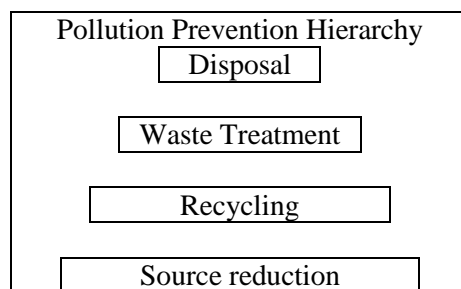 Pollution Prevention Hierarchy
Disposal
Waste Treatment
Recycling
Source reduction